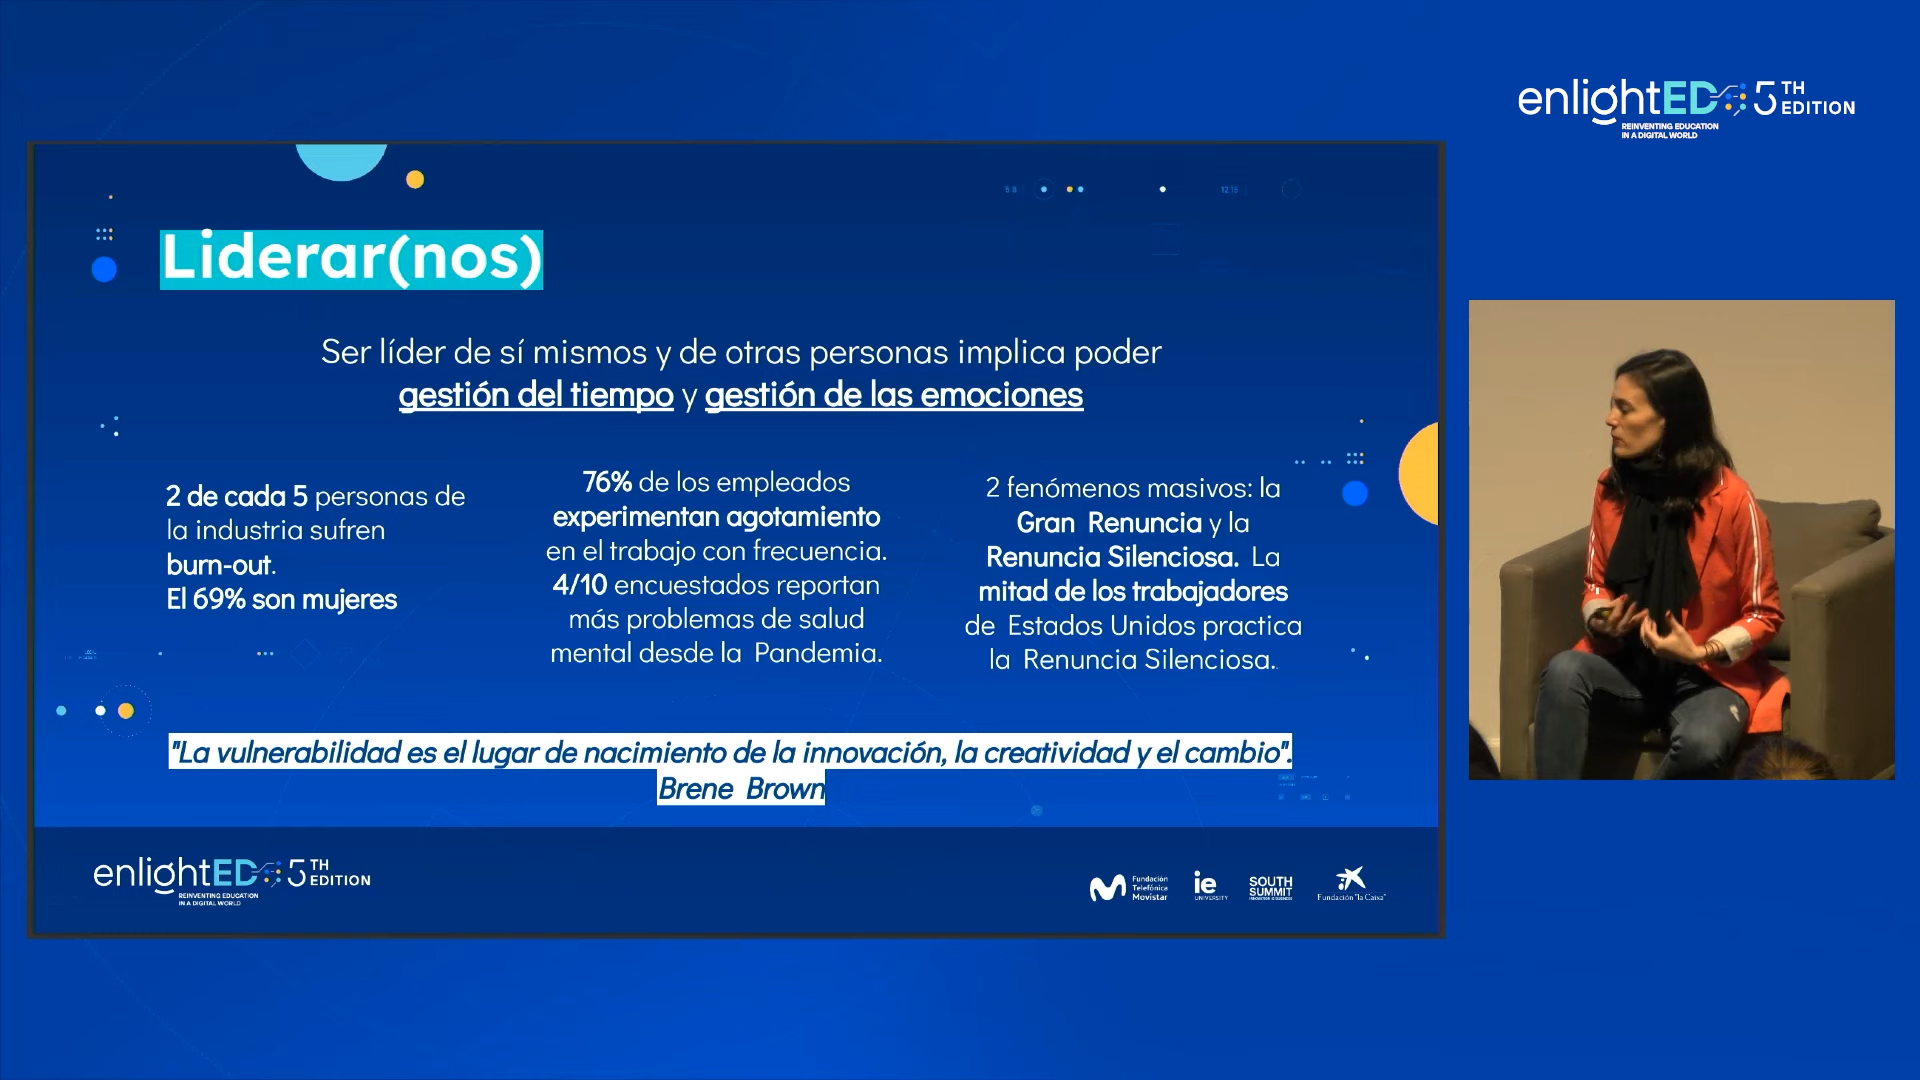 enlightED 5 TH EDITION
REINVENTING EDUCATION
IN A DIGITAL WORLD
Liderar(nos)
Ser líder de sí mismos y de otras personas implica poder
gestión del tiempo y gestión de las emociones
2 de cada 5 personas de
la industria sufren
burn-out.
El 69% son mujeres
76% de los empleados
experimentan agotamiento
en el trabajo con frecuencia.
4/10 encuestados reportan
más problemas de salud
mental desde la Pandemia.
2 fenómenos masivos: la
Gran Renuncia y la
Renuncia Silenciosa. La
mitad de los trabajadores
de Estados Unidos practica
la Renuncia Silenciosa.
"La vulnerabilidad es el lugar de nacimiento de la innovación, la creatividad y el cambio".
Brene Brown
enlightED 5 TH EDITION
REINVENTING EDUCATION
IN A DIGITAL WORLD
Fundación
Telefónica
Movistar
ie
UNIVERSITY
SOUTH
SUMMIT
Fundación "la Caixa"